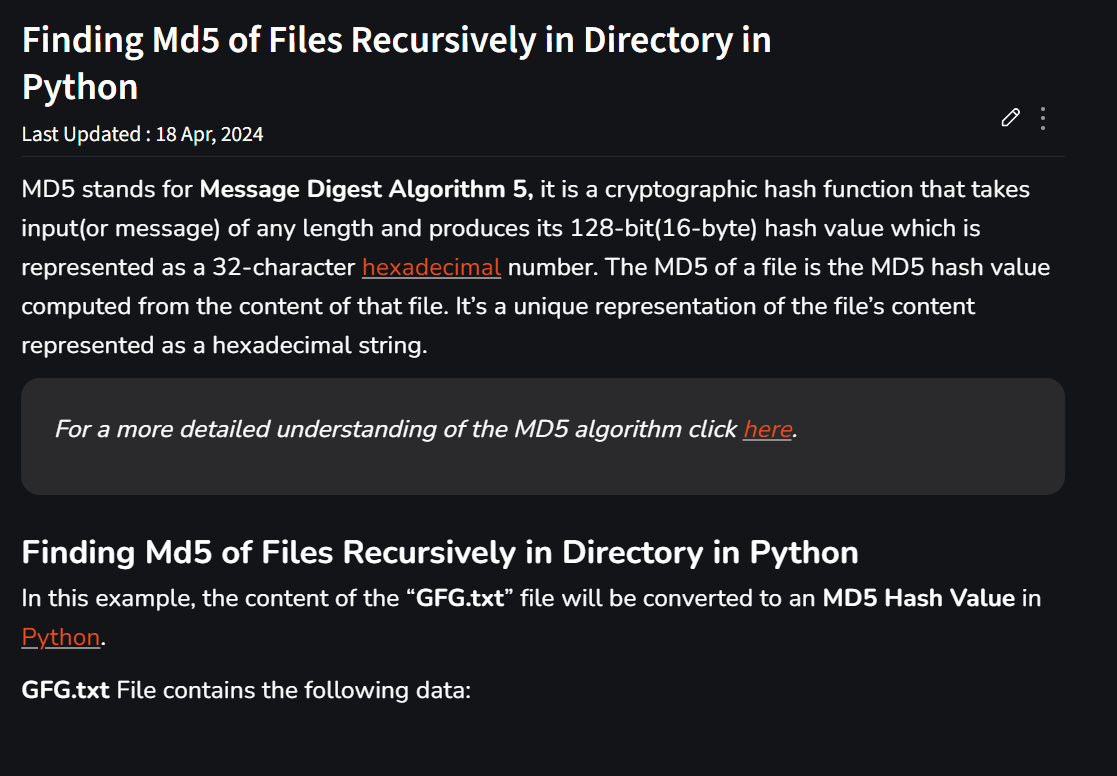 Finding Md5 of Files Recursively in Directory in
Python
Last Updated : 18 Apr, 2024
MD5 stands for Message Digest Algorithm 5, it is a cryptographic hash function that takes
input(or message) of any length and produces its 128-bit(16-byte) hash value which is
represented as a 32-character hexadecimal number. The MD5 of a file is the MD5 hash value
computed from the content of that file. It’s a unique representation of the file’s content
represented as a hexadecimal string.
For a more detailed understanding of the MD5 algorithm click here.
Finding Md5 of Files Recursively in Directory in Python
In this example, the content of the “GFG.txt” file will be converted to an MD5 Hash Value in
Python.
GFG.txt File contains the following data: